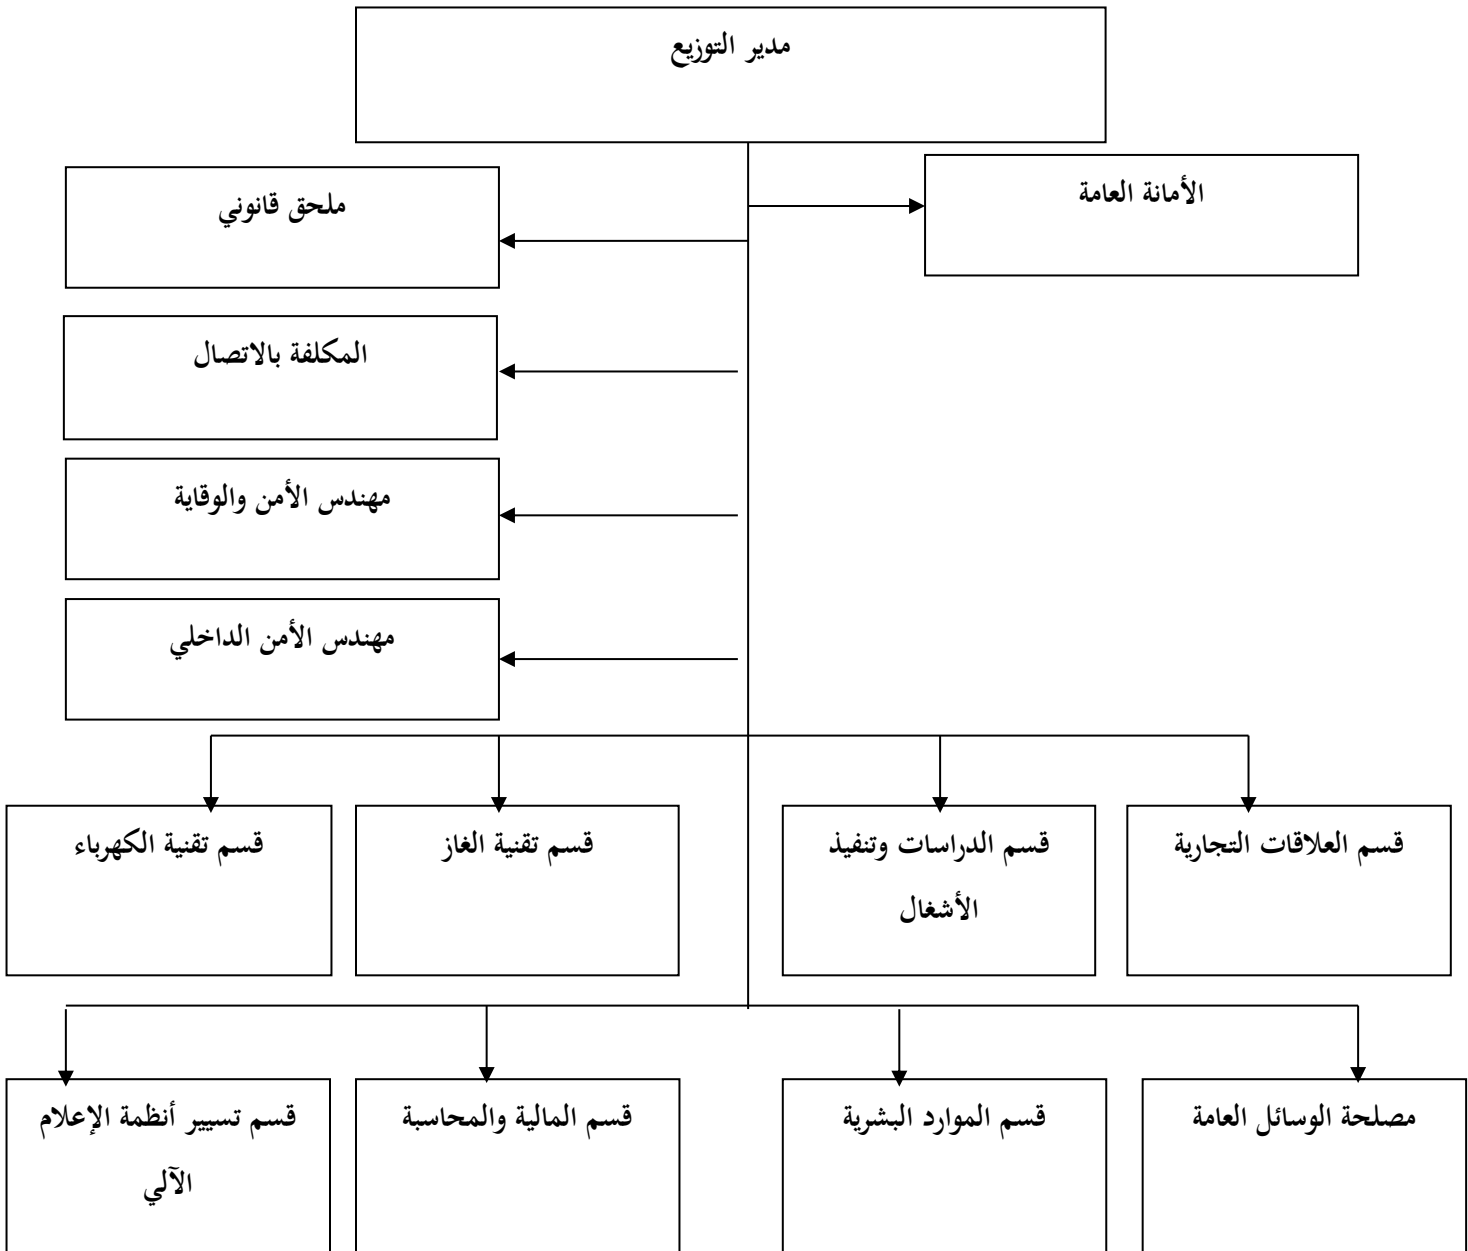 مدير التوزيع
الأمانة العامة
ملحق قانوني
المكلفة بالاتصال
مهندس الأمن والوقاية
مهندس الأمن الداخلي
قسم العلاقات التجارية
قسم الدراسات وتنفيذ
الأشغال
قسم تقنية الغاز
قسم تقنية الكهرباء
مصلحة الوسائل العامة
قسم الموارد البشرية
قسم المالية والمحاسبة
قسم تسيير أنظمة الإعلام
الآلي